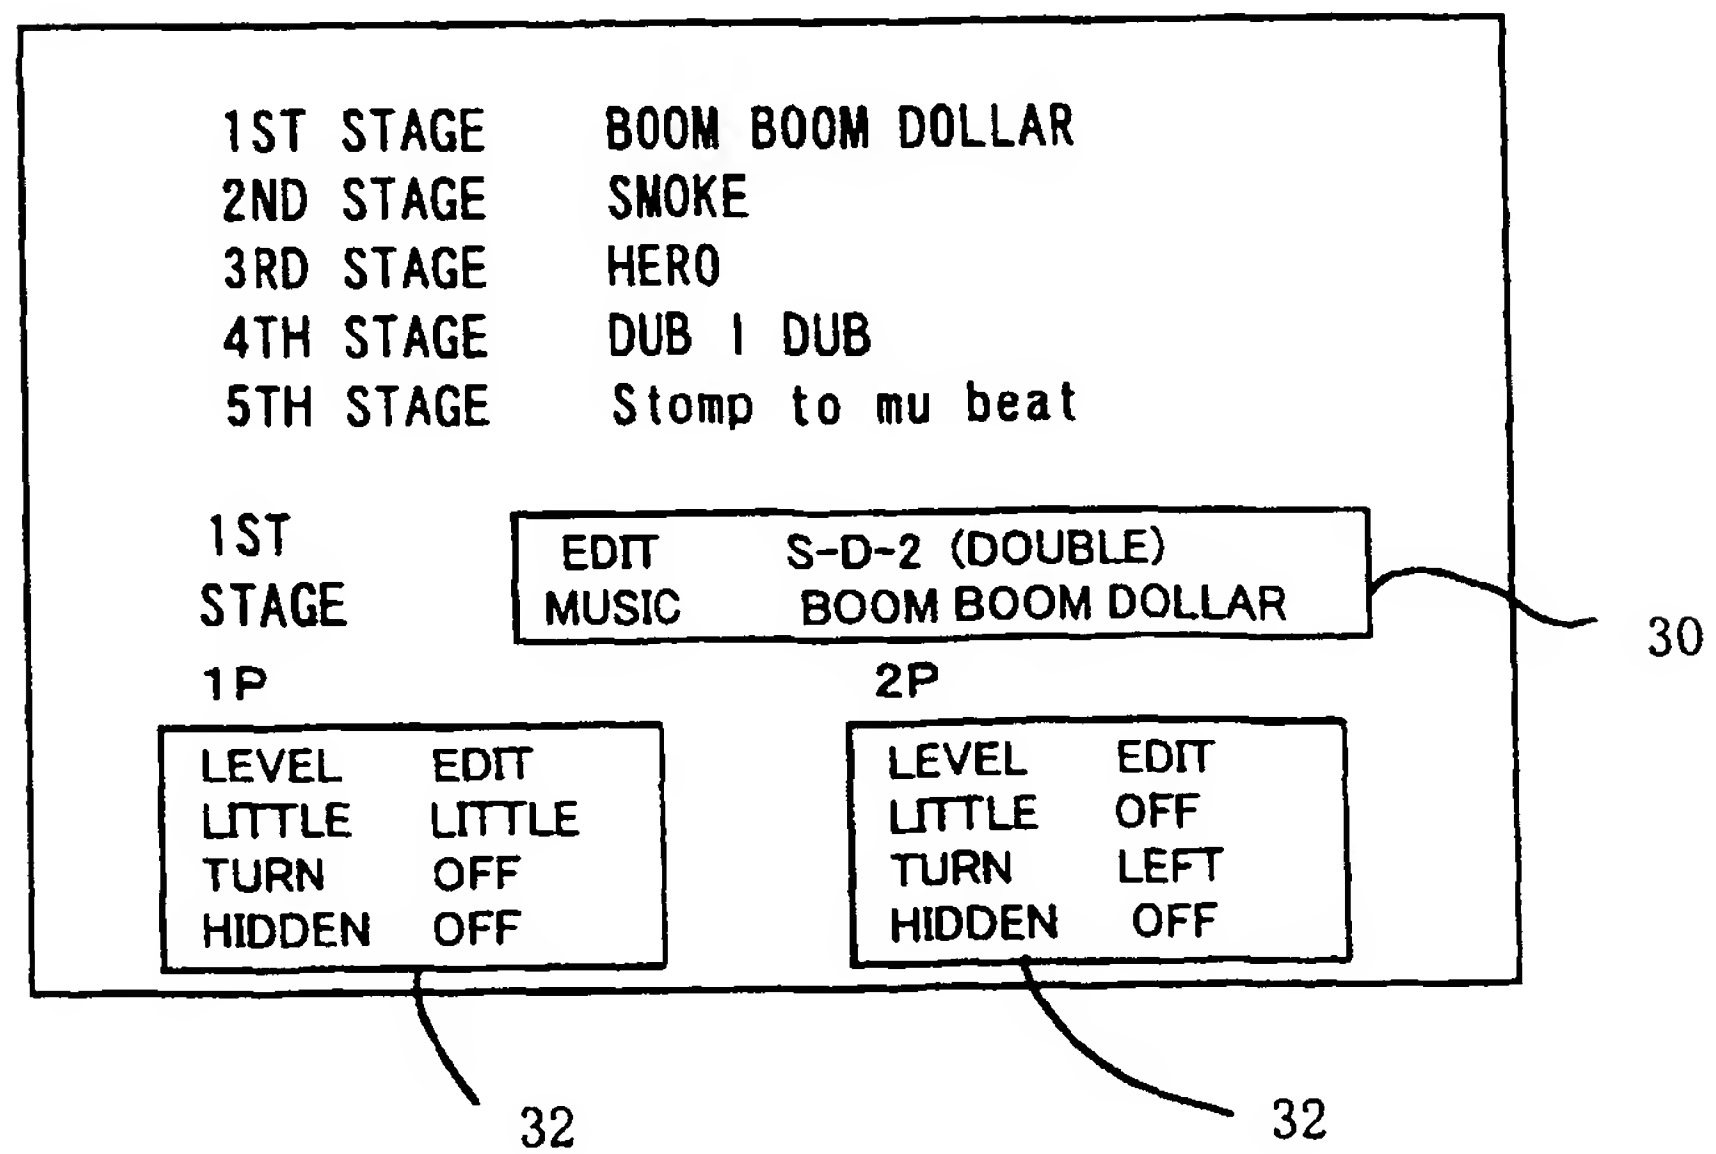 1ST STAGE BOOM BOOM DOLLAR
2ND STAGE SMOKE
3RD STAGE HERO
4TH STAGE DUB I DUB
5TH STAGE Stomp to mu beat
1ST
STAGE
EDIT S-D-2 (DOUBLE)
MUSIC BOOM BOOM DOLLAR
30
1P
LEVEL EDIT
LITTLE LITTLE
TURN OFF
HIDDEN OFF
32
2P
LEVEL EDIT
LITTLE OFF
TURN LEFT
HIDDEN OFF
32